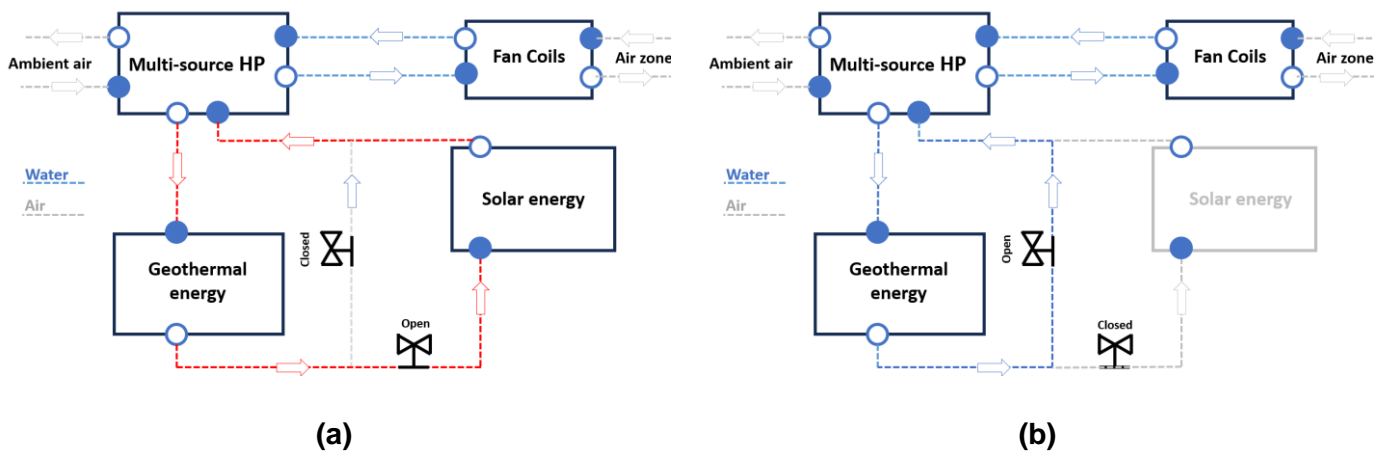 Ambient air
Multi-source HP
Fan Coils
Air zone
Water
Air
Closed
Solar energy
Geothermal
energy
Open
(a)
Ambient air
Multi-source HP
Fan Coils
Air zone
Water
Air
Open
Solar energy
Geothermal
energy
Closed
(b)